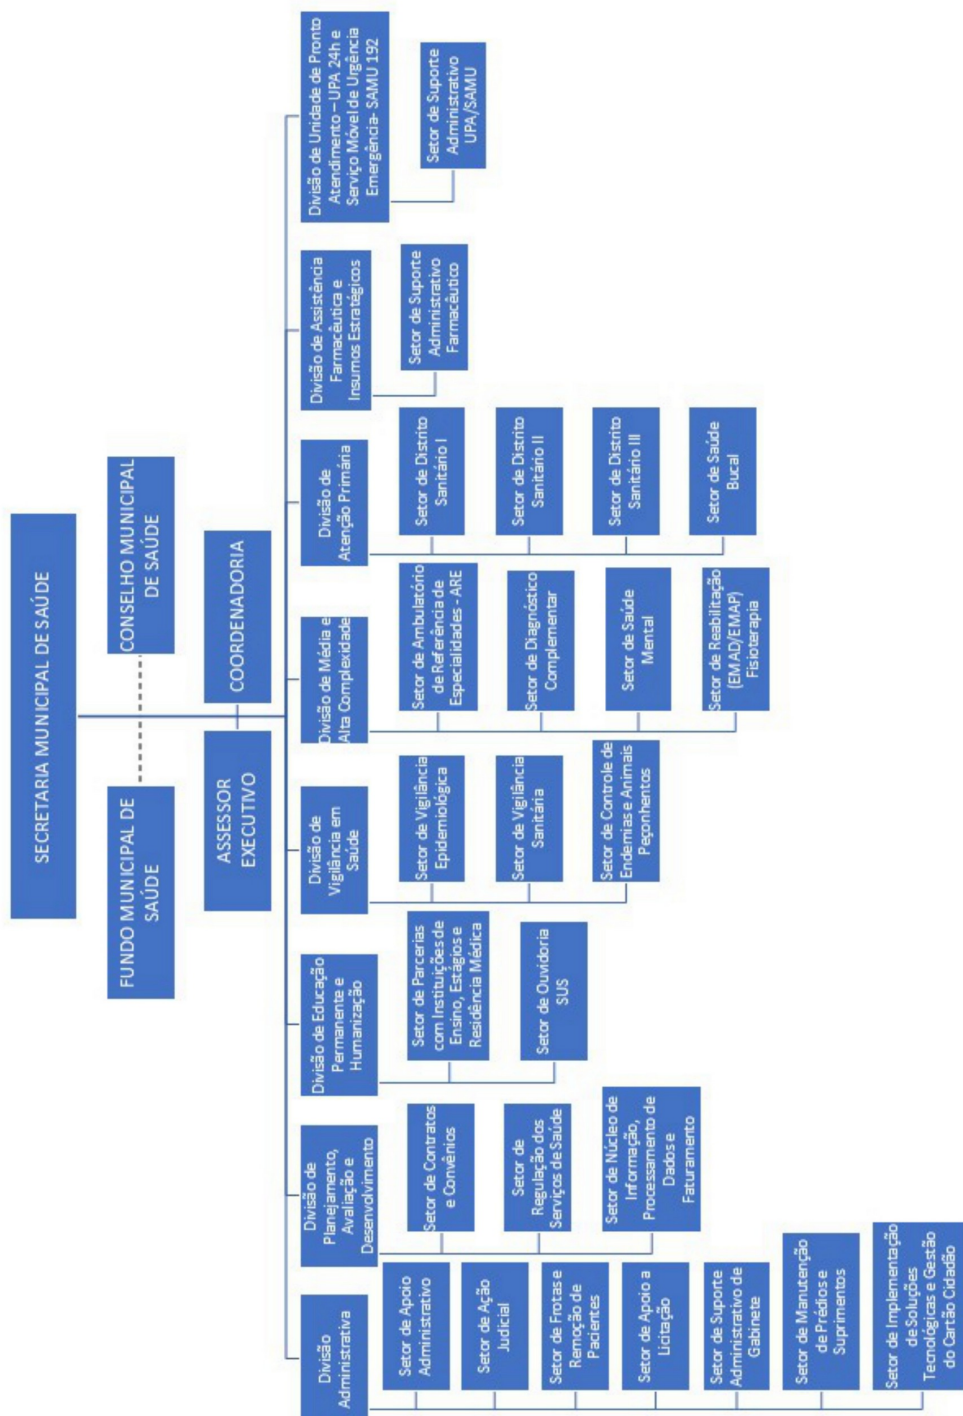 SECRETARIA MUNICIPAL DE SAÚDE
FUNDO MUNICIPAL DE
SAÚDE
CONSELHO MUNICIPAL
DE SAÚDE
ASSESSOR
EXECUTIVO
COORDENADORIA
Divisão
Administrativa
Setor de Apoio
Administrativo
Setor de Ação
Judicial
Setor de Frotas e
Remoção de
Pacientes
Setor de Apoio a
Licitação
Setor de Suporte
Administrativo de
Gabinete
Setor de Manutenção
de Prédios e
Suprimentos
Setor de Implementação
de Soluções
Tecnológicas e Gestão
do Cartão Cidadão
Divisão de
Planejamento,
Avaliação e
Desenvolvimento
Setor de Contratos
e Convênios
Setor de
Regulação dos
Serviços de Saúde
Setor de Núcleo de
Informação,
Processamento de
Dados e
Faturamento
Divisão de Educação
Permanente e
Humanização
Setor de Parcerias
com Instituições de
Ensino, Estágios e
Residência Médica
Setor de Ouvidoria
SUS
Divisão de
Vigilância em
Saúde
Setor de Vigilância
Epidemiológica
Setor de Vigilância
Sanitária
Setor de Controle de
Endemias e Animais
Peçonhentos
Divisão de Média e
Alta Complexidade
Setor de Ambulatório
de Referência de
Especialidades - ARE
Setor de Diagnóstico
Complementar
Setor de Saúde
Mental
Setor de Reabilitação
(EMAD/EMAP)
Fisioterapia
Divisão de
Atenção Primária
Setor de Distrito
Sanitário I
Setor de Distrito
Sanitário II
Setor de Distrito
Sanitário III
Setor de Saúde
Bucal
Divisão de Assistência
Farmacêutica e
Insumos Estratégicos
Setor de Suporte
Administrativo
Farmacêutico
Divisão de Unidade de Pronto
Atendimento – UPA 24h e
Serviço Móvel de Urgência
Emergência- SAMU 192
Setor de Suporte
Administrativo
UPA/SAMU